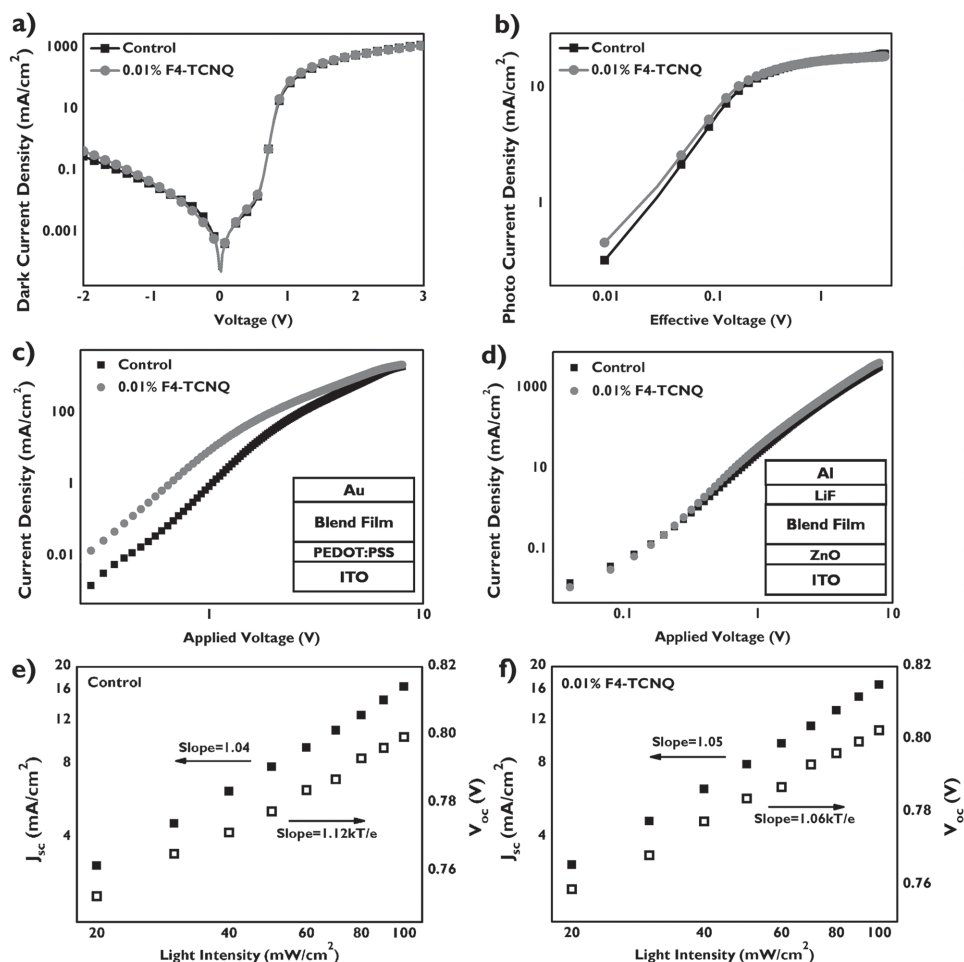 a)
Control
0.01% F4-TCNQ
Dark Current Density (mA/cm²)
1000
10
0.1
0.001
-2 -1 0 1 2 3
Voltage (V)
b)
Control
0.01% F4-TCNQ
Photo Current Density (mA/cm²)
10
1
0.01 0.1 1
Effective Voltage (V)
c)
Control
0.01% F4-TCNQ
Current Density (mA/cm²)
100
1
0.01
Au
Blend Film
PEDOT:PSS
ITO
1 10
Applied Voltage (V)
d)
Control
0.01% F4-TCNQ
Current Density (mA/cm²)
1000
10
0.1
Al
LiF
Blend Film
ZnO
ITO
0.1 1 10
Applied Voltage (V)
e)
Control
Jsc (mA/cm²)
20
16
12
8
4
Slope=1.04
Slope=1.12kT/e
0.82
0.80
0.78
0.76
Voc (V)
20 40 60 80 100
Light Intensity (mW/cm²)
f)
0.01% F4-TCNQ
Jsc (mA/cm²)
20
16
12
8
4
Slope=1.05
Slope=1.06kT/e
0.82
0.80
0.78
0.76
Voc (V)
20 40 60 80 100
Light Intensity (mW/cm²)